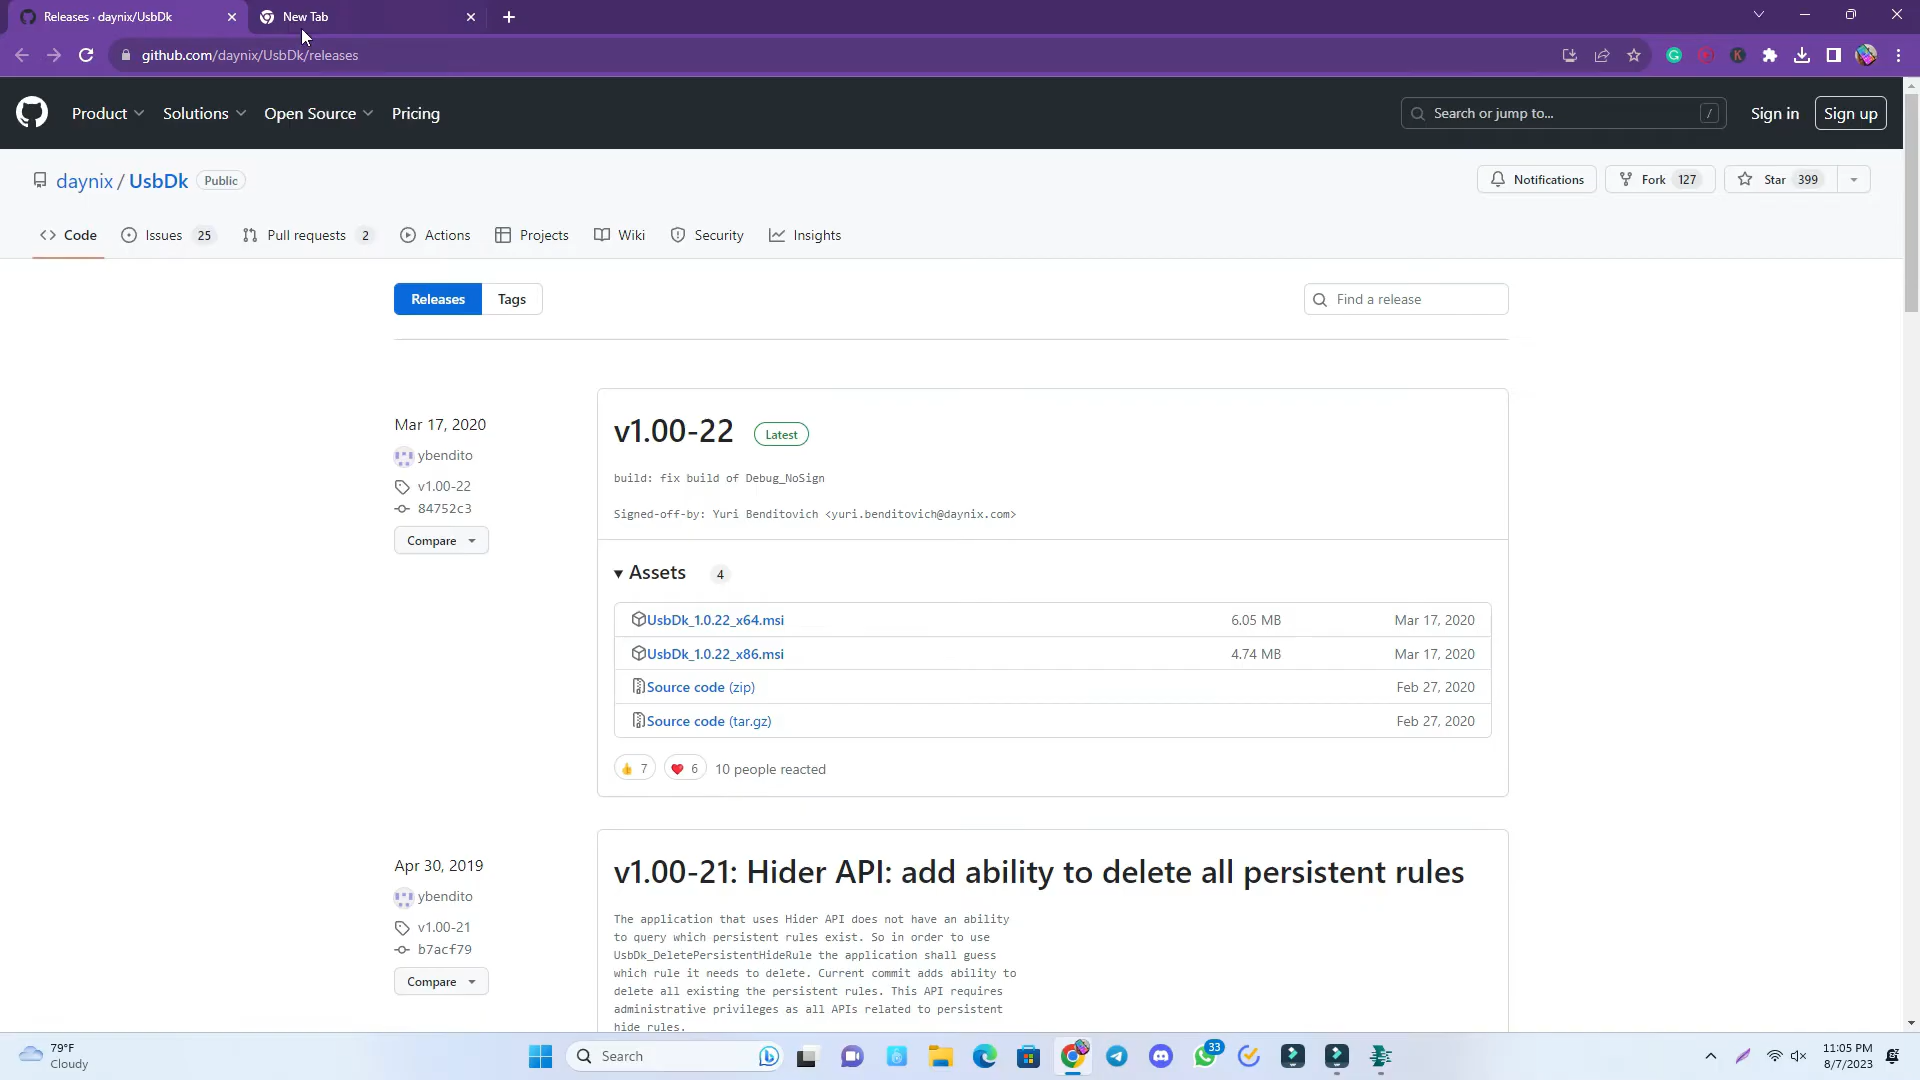 Releases · daynix/UsbDk
New Tab
github.com/daynix/UsbDk/releases
Product
Solutions
Open Source
Pricing
Search or jump to...
/
Sign in
Sign up
daynix / UsbDk
Public
Notifications
Fork 127
Star 399
Code
Issues 25
Pull requests 2
Actions
Projects
Wiki
Security
Insights
Releases
Tags
Find a release
Mar 17, 2020
ybendito
v1.00-22
84752c3
Compare
v1.00-22
Latest
build: fix build of Debug_NoSign
Signed-off-by: Yuri Benditovich <yuri.benditovich@daynix.com>
Assets 4
UsbDk_1.0.22_x64.msi 6.05 MB Mar 17, 2020
UsbDk_1.0.22_x86.msi 4.74 MB Mar 17, 2020
Source code (zip) Feb 27, 2020
Source code (tar.gz) Feb 27, 2020
7
6
10 people reacted
Apr 30, 2019
ybendito
v1.00-21
b7acf79
Compare
v1.00-21: Hider API: add ability to delete all persistent rules
The application that uses Hider API does not have an ability
to query which persistent rules exist. So in order to use
UsbDk_DeletePersistentHideRule the application shall guess
which rule it needs to delete. Current commit adds ability to
delete all existing the persistent rules. This API requires
administrative privileges as all APIs related to persistent
hide rules.
79°F
Cloudy
Search
33
11:05 PM
8/7/2023